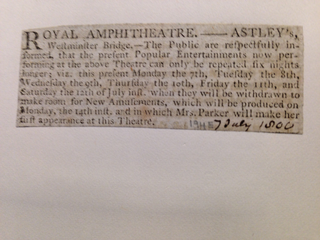 ROYAL AMPHITHEATRE. —— ASTLEY's,
Westminster Bridge.—The Public are respectfully in-
formed, that the present Popular Entertainments now per-
forming at the above Theatre can only be repeated six nights
longer; viz. this present Monday the 7th, Tuesday the 8th,
Wednesday the 9th, Thursday the 10th, Friday the 11th, and
Saturday the 12th of July inst. when they will be withdrawn to
make room for New Amusements, which will be produced on
Monday, the 14th inst. and in which Mrs. Parker will make her
first appearance at this Theatre.
7 July 1800